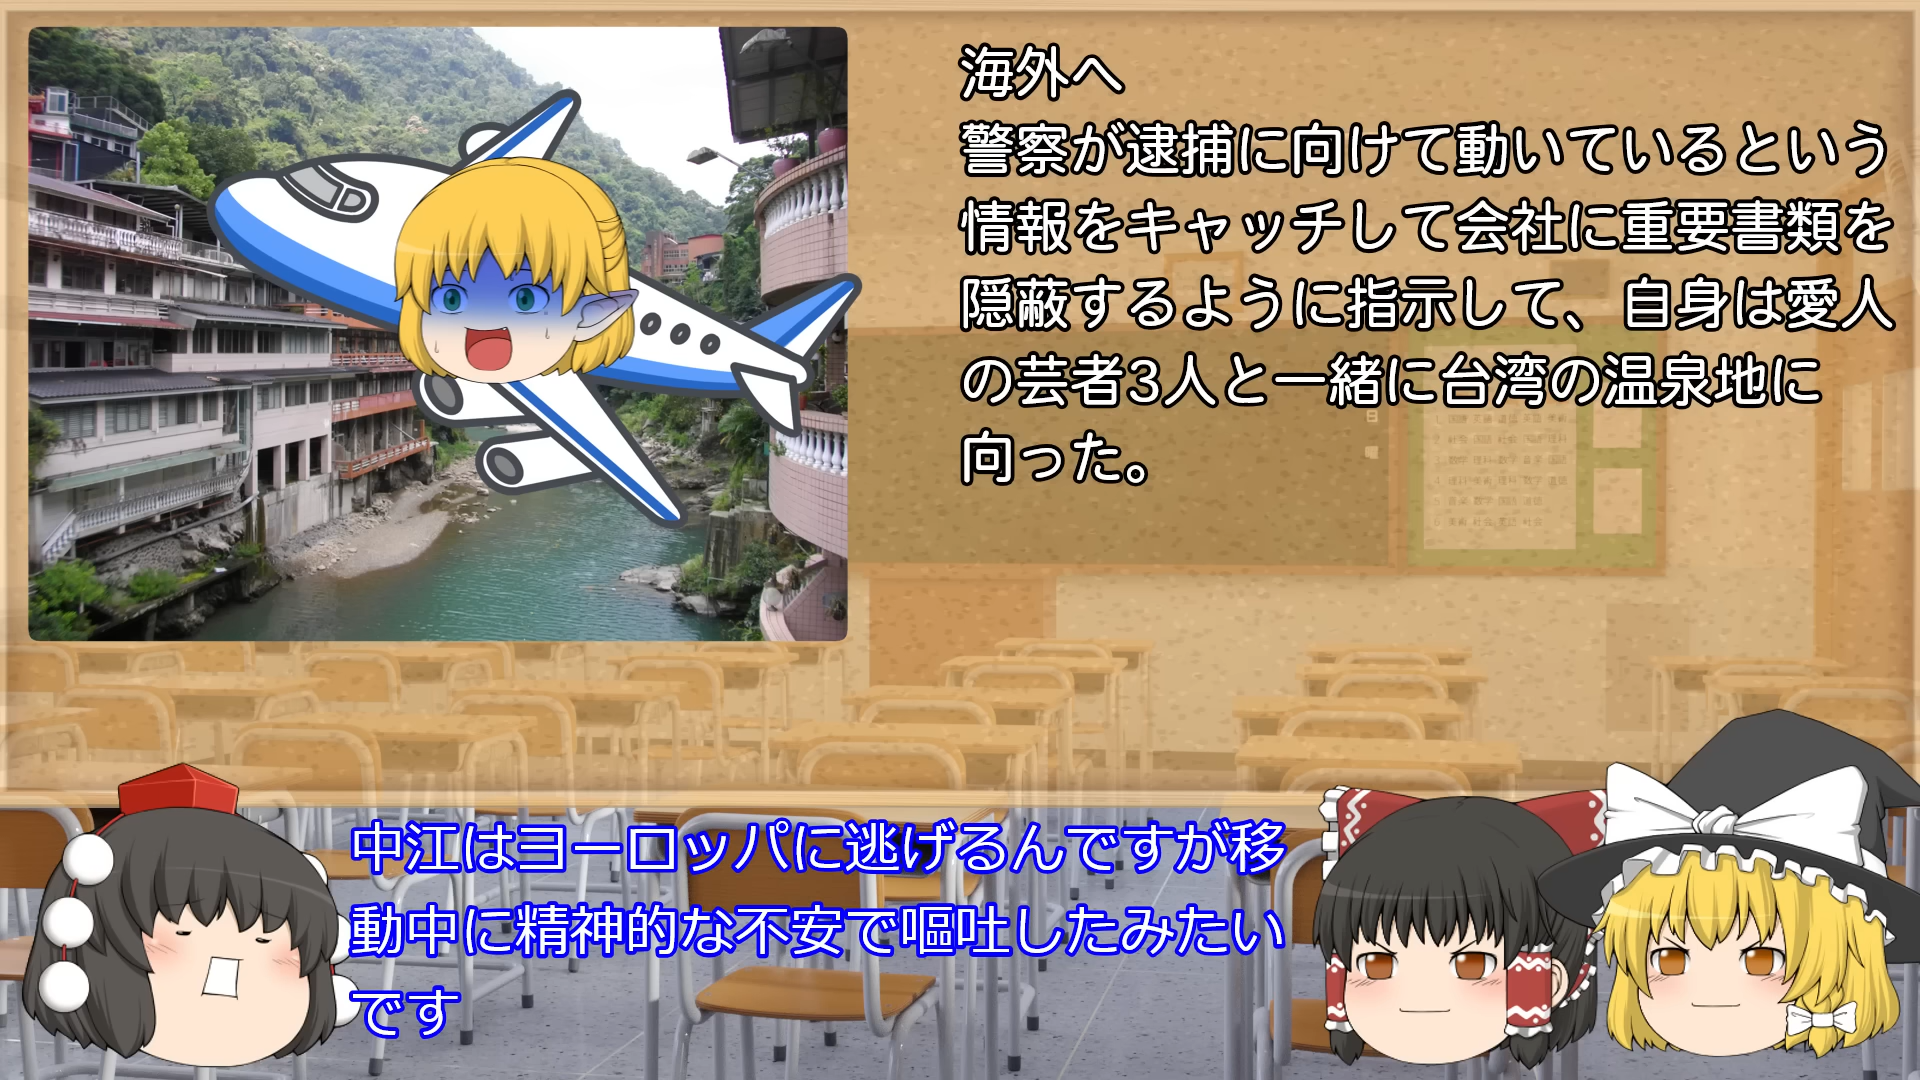 海外へ
警察が逮捕に向けて動いているという
情報をキャッチして会社に重要書類を
隠蔽するように指示して、自身は愛人
の芸者3人と一緒に台湾の温泉地に
向った。
中江はヨーロッパに逃げるんですが移
動中に精神的な不安で嘔吐したみたい
です